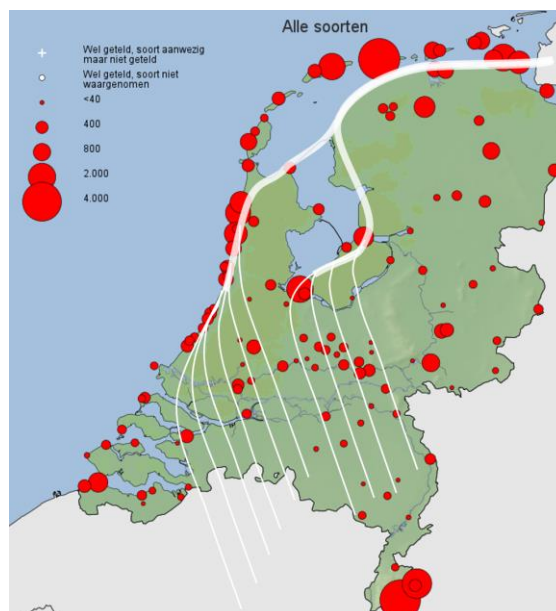 Alle soorten
Wel geteld, soort aanwezig
maar niet geteld
Wel geteld, soort niet
waargenomen
<40
400
800
2.000
4.000